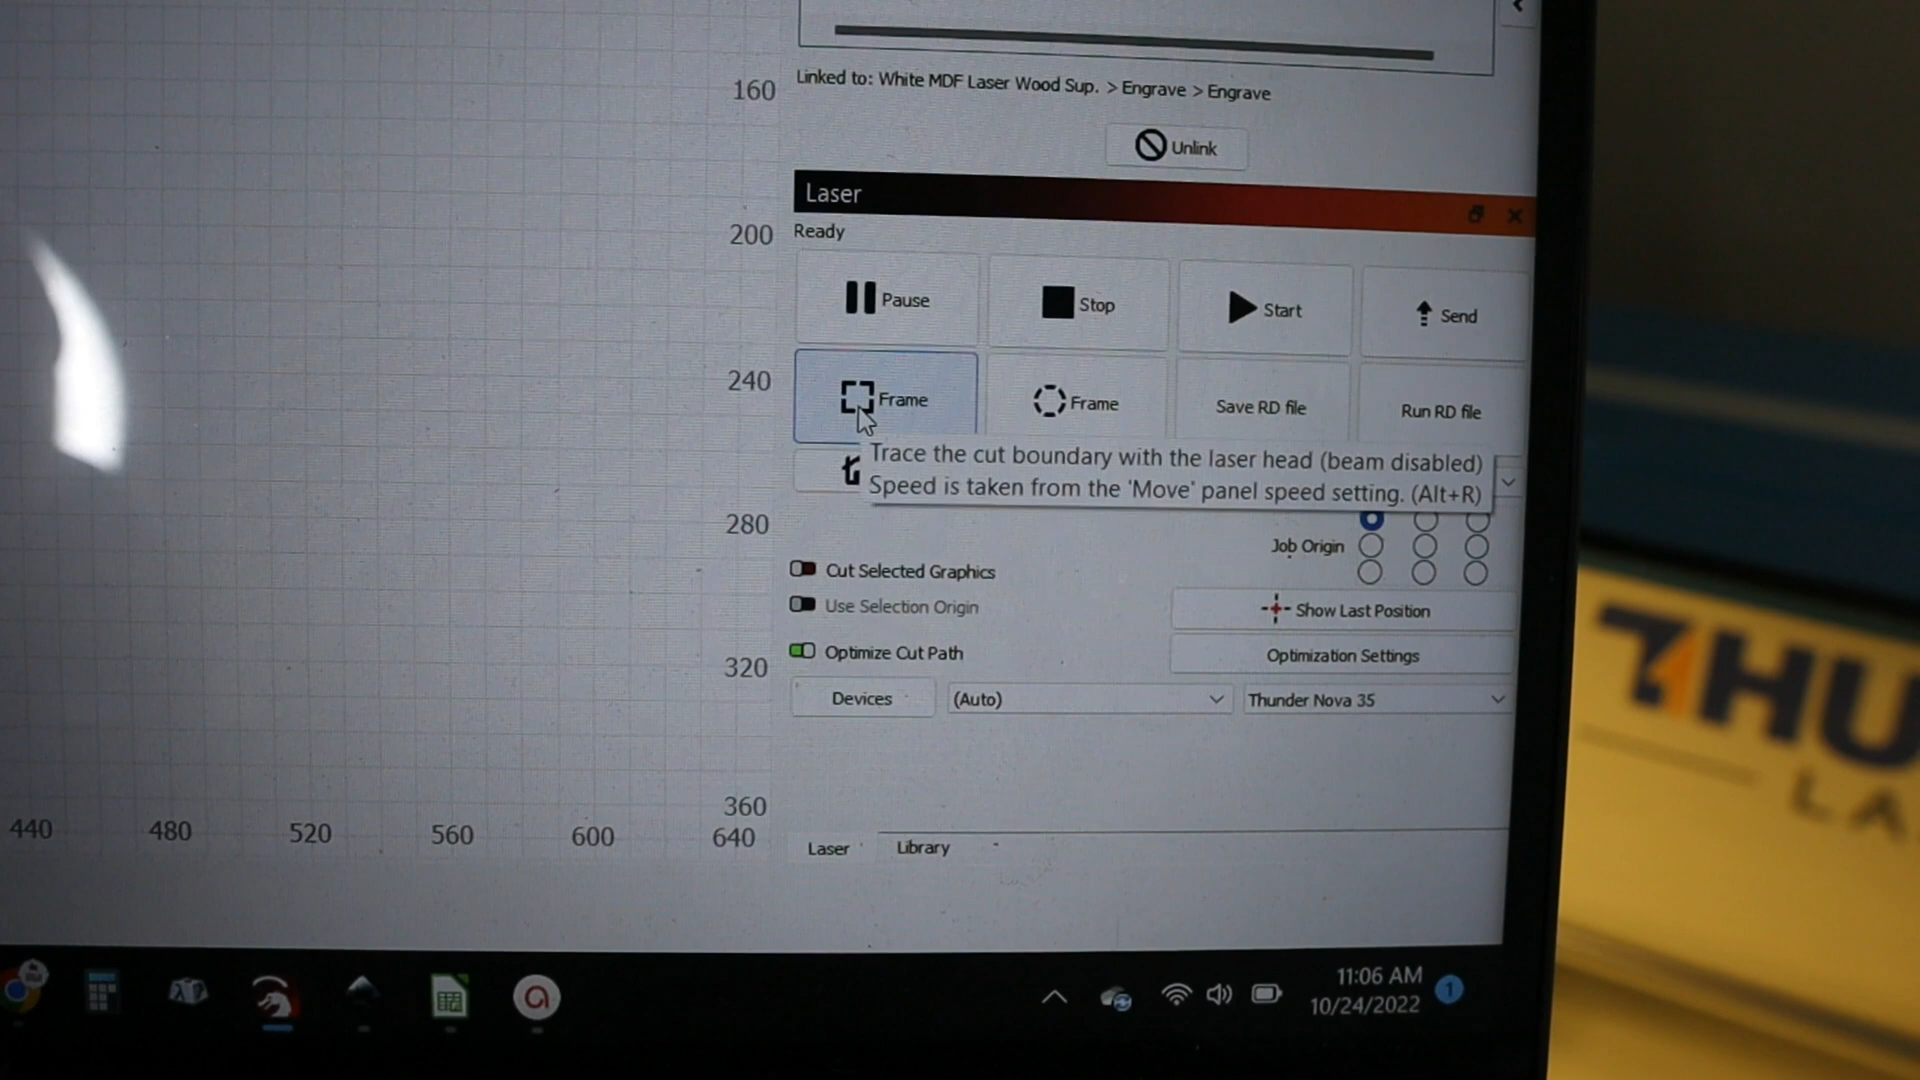 160
Linked to: White MDF Laser Wood Sup. > Engrave > Engrave
Unlink
Laser
200
Ready
Pause
Stop
Start
Send
240
Frame
Frame
Save RD file
Run RD file
Trace the cut boundary with the laser head (beam disabled)
Speed is taken from the 'Move' panel speed setting. (Alt+R)
280
Job Origin
Cut Selected Graphics
Use Selection Origin
Show Last Position
320
Optimize Cut Path
Optimization Settings
Devices
(Auto)
Thunder Nova 35
360
440 480 520 560 600 640
Laser
Library
THU
LA
11:06 AM
10/24/2022
1